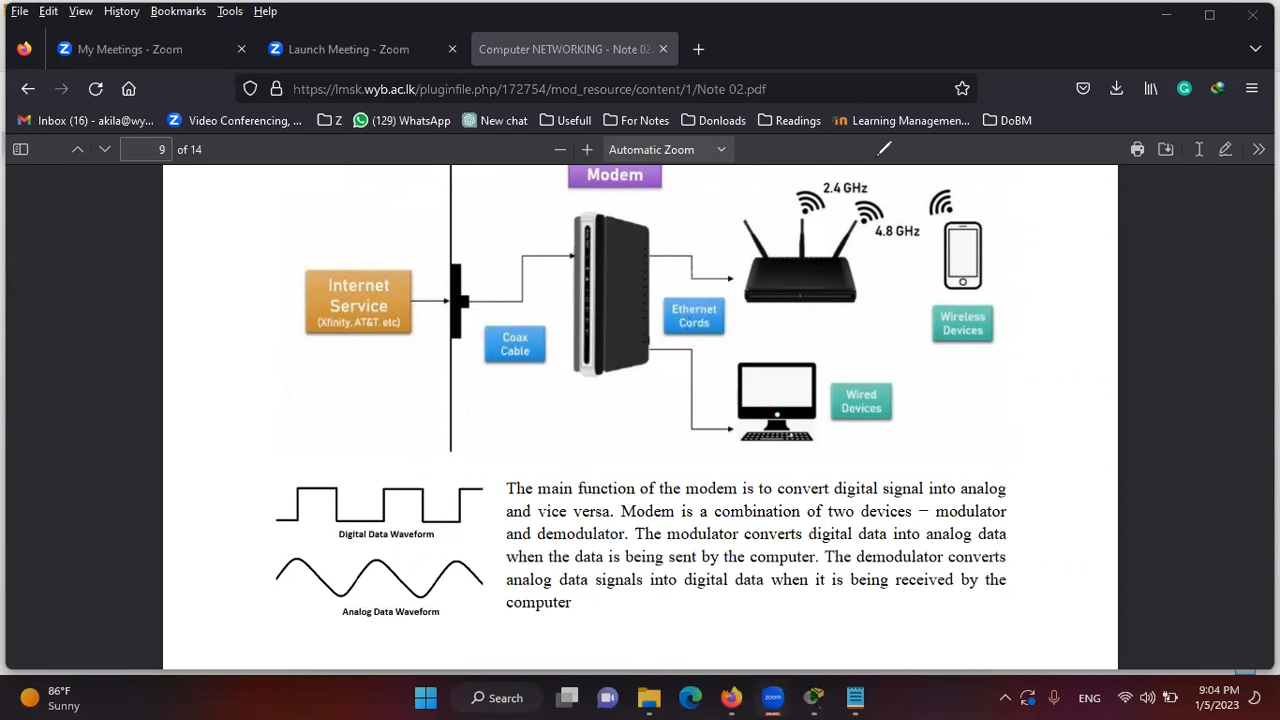 File Edit View History Bookmarks Tools Help
My Meetings - Zoom
Launch Meeting - Zoom
Computer NETWORKING - Note 02.
https://lmsk.wyb.ac.lk/pluginfile.php/172754/mod_resource/content/1/Note 02.pdf
Inbox (16) - akila@wy...
Video Conferencing, ...
Z
(129) WhatsApp
New chat
Usefull
For Notes
Donloads
Readings
Learning Managemen...
DoBM
9 of 14
Automatic Zoom
Modem
2.4 GHz
4.8 GHz
Internet
Service
(Xfinity, AT&T. etc)
Coax
Cable
Ethernet
Cords
Wireless
Devices
Wired
Devices
Digital Data Waveform
Analog Data Waveform
The main function of the modem is to convert digital signal into analog
and vice versa. Modem is a combination of two devices − modulator
and demodulator. The modulator converts digital data into analog data
when the data is being sent by the computer. The demodulator converts
analog data signals into digital data when it is being received by the
computer
86°F
Sunny
Search
zoom
ENG
9:04 PM
1/5/2023